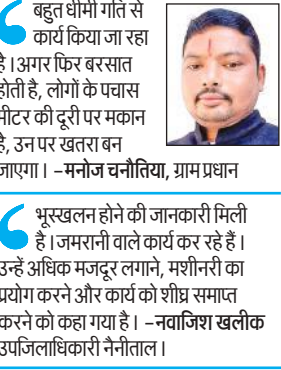 बहुत धीमी गति से
कार्य किया जा रहा
है ।अगर फिर बरसात
होती है, लोगों के पचास
मीटर की दूरी पर मकान
है, उन पर खतरा बन
जाएगा । –मनोज चनौतिया, ग्राम प्रधान
भूस्खलन होने की जानकारी मिली
है । जमरानी वाले कार्य कर रहे हैं ।
उन्हें अधिक मजदूर लगाने, मशीनरी का
प्रयोग करने और कार्य को शीघ्र समाप्त
करने को कहा गया है । –नवाजिश खलीक
उपजिलाधिकारी नैनीताल ।